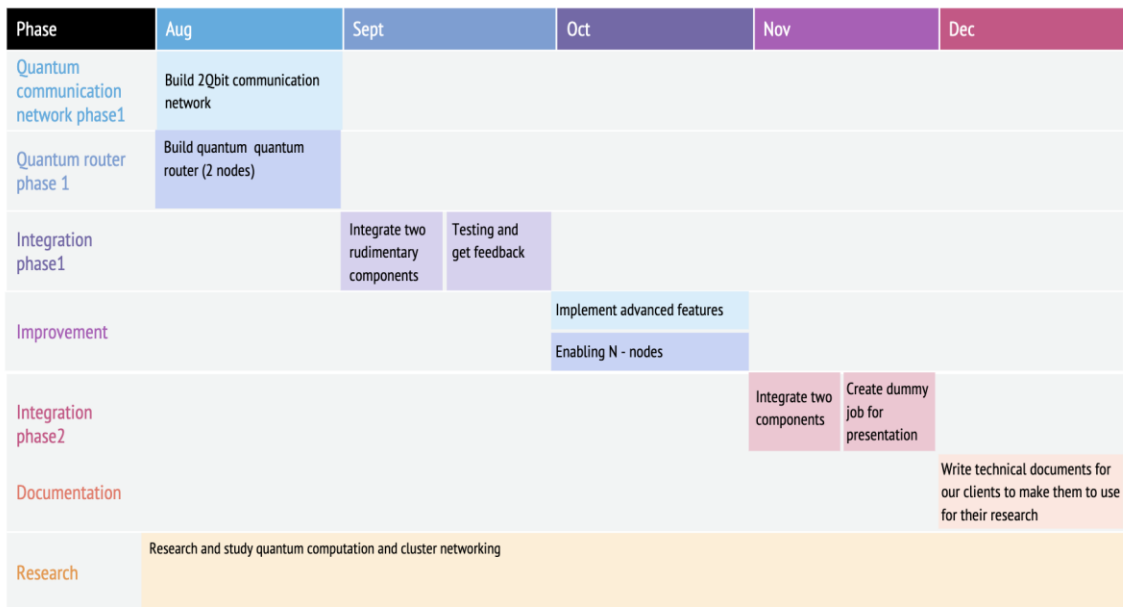 Phase
Aug
Sept
Oct
Nov
Dec
Quantum
communication
network phase1
Build 2Qbit communication
network
Quantum router
phase 1
Build quantum quantum
router (2 nodes)
Integration
phase1
Integrate two
rudimentary
components
Testing and
get feedback
Improvement
Implement advanced features
Enabling N - nodes
Integration
phase2
Integrate two
components
Create dummy
job for
presentation
Documentation
Write technical documents for
our clients to make them to use
for their research
Research
Research and study quantum computation and cluster networking